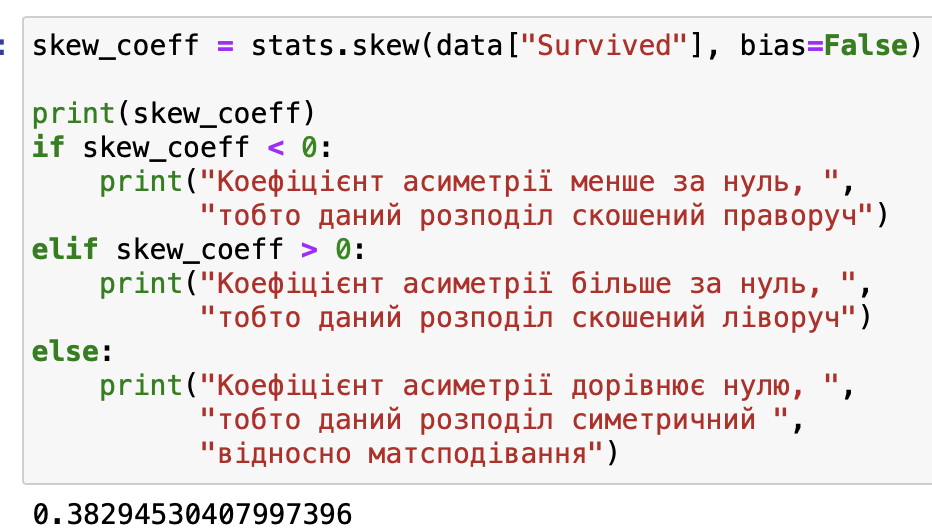 : skew_coeff = stats.skew(data["Survived"], bias=False)
print(skew_coeff)
if skew_coeff < 0:
print("Коефіцієнт асиметрії менше за нуль, ",
"тобто даний розподіл скошений праворуч")
elif skew_coeff > 0:
print("Коефіцієнт асиметрії більше за нуль, ",
"тобто даний розподіл скошений ліворуч")
else:
print("Коефіцієнт асиметрії дорівнює нулю, ",
"тобто даний розподіл симетричний ",
"відносно матсподівання")
0.38294530407997396